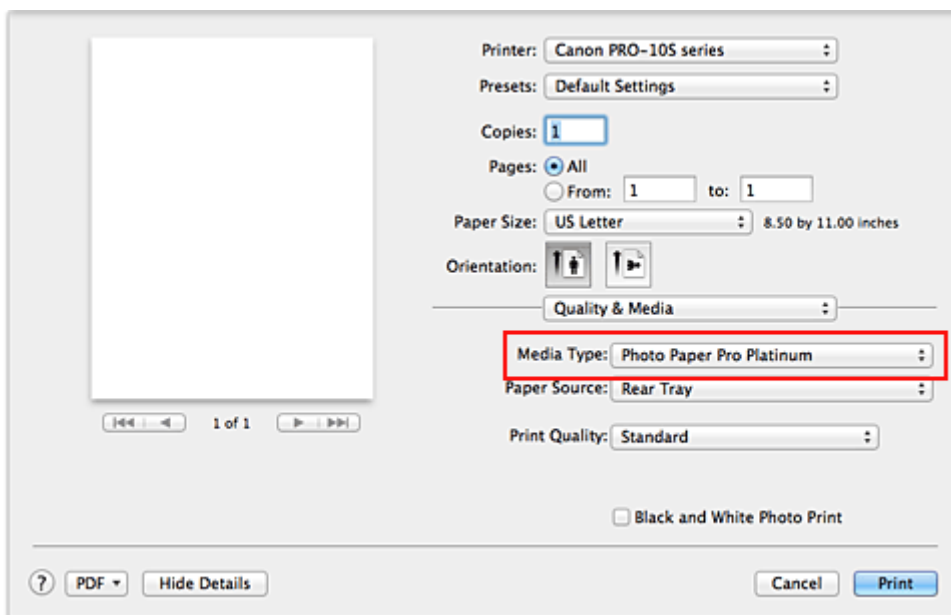 Printer: Canon PRO-10S series
Presets: Default Settings
Copies: 1
Pages: All
From: 1 to: 1
Paper Size: US Letter 8.50 by 11.00 inches
Orientation:
Quality & Media
Media Type: Photo Paper Pro Platinum
Paper Source: Rear Tray
1 of 1
Print Quality: Standard
Black and White Photo Print
? PDF Hide Details Cancel Print